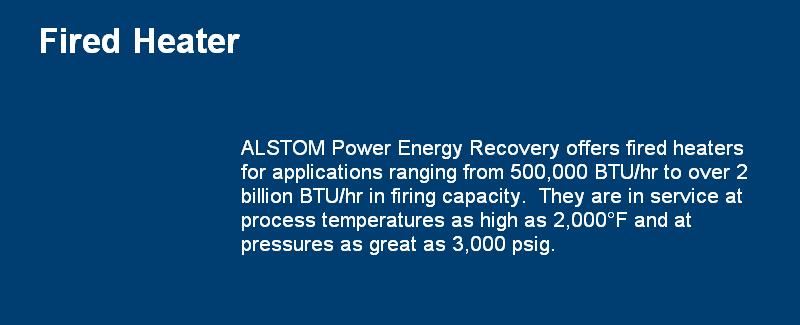 Fired Heater
ALSTOM Power Energy Recovery offers fired heaters
for applications ranging from 500,000 BTU/hr to over 2
billion BTU/hr in firing capacity.  They are in service at
process temperatures as high as 2,000°F and at
pressures as great as 3,000 psig.